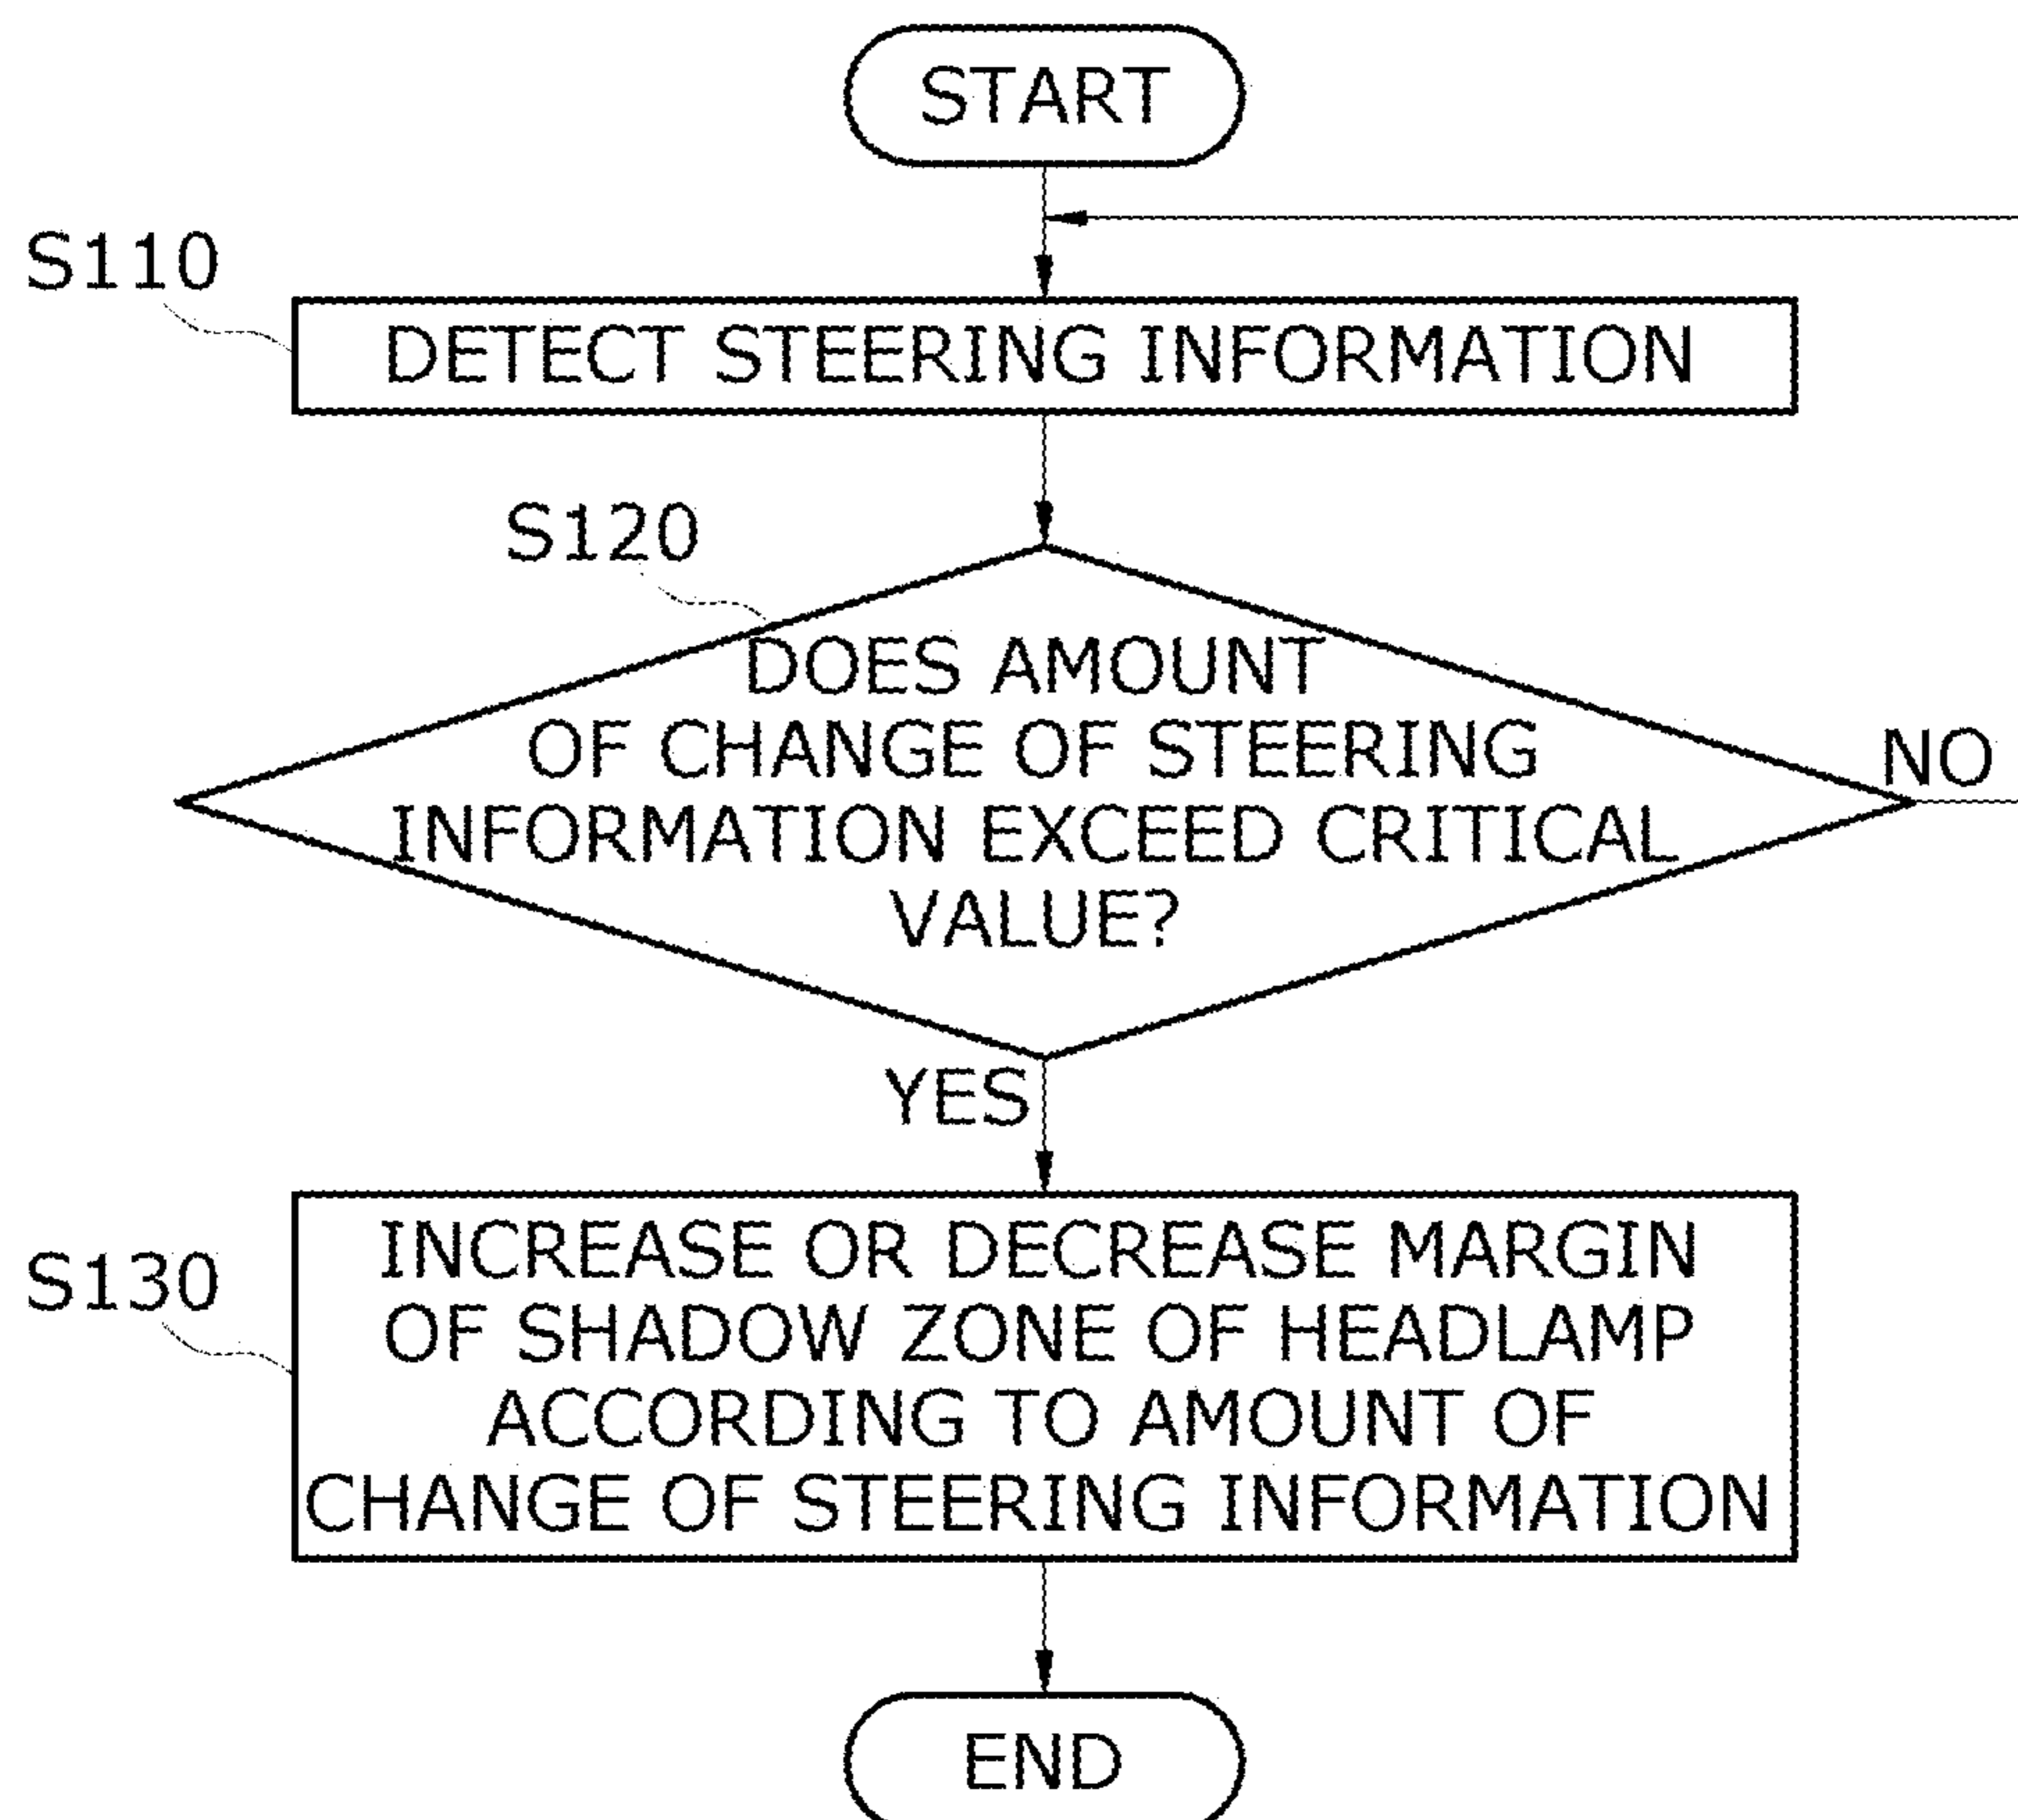 START
S110
DETECT STEERING INFORMATION
S120
DOES AMOUNT
OF CHANGE OF STEERING
INFORMATION EXCEED CRITICAL
VALUE?
NO
YES
S130
INCREASE OR DECREASE MARGIN
OF SHADOW ZONE OF HEADLAMP
ACCORDING TO AMOUNT OF
CHANGE OF STEERING INFORMATION
END